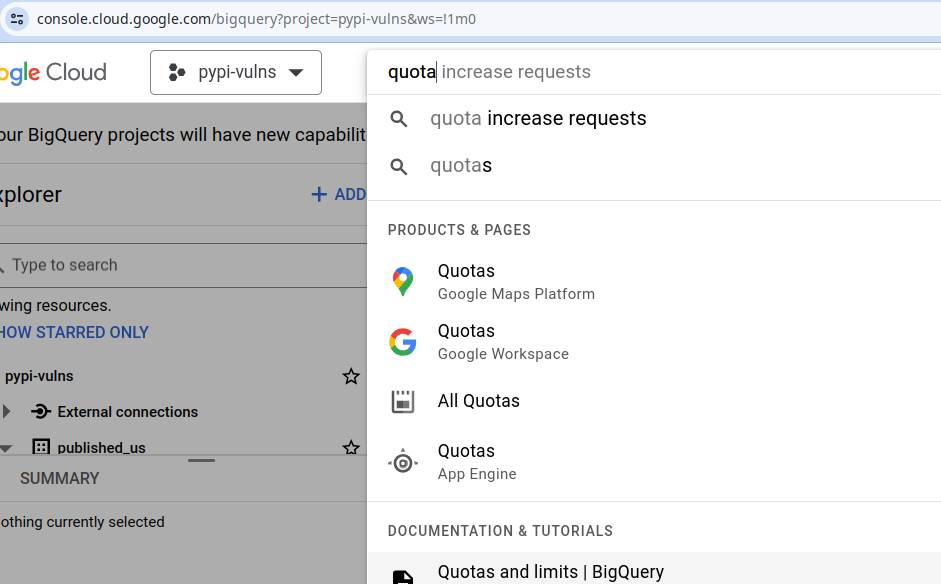 console.cloud.google.com/bigquery?project=pypi-vulns&ws=!1m0
ogle Cloud
pypi-vulns
quota increase requests
quota increase requests
quotas
PRODUCTS & PAGES
Quotas
Google Maps Platform
Quotas
Google Workspace
All Quotas
Quotas
App Engine
DOCUMENTATION & TUTORIALS
Quotas and limits | BigQuery
our BigQuery projects will have new capabilit
xplorer
+ ADD
Type to search
wing resources.
HOW STARRED ONLY
pypi-vulns
External connections
published_us
SUMMARY
othing currently selected